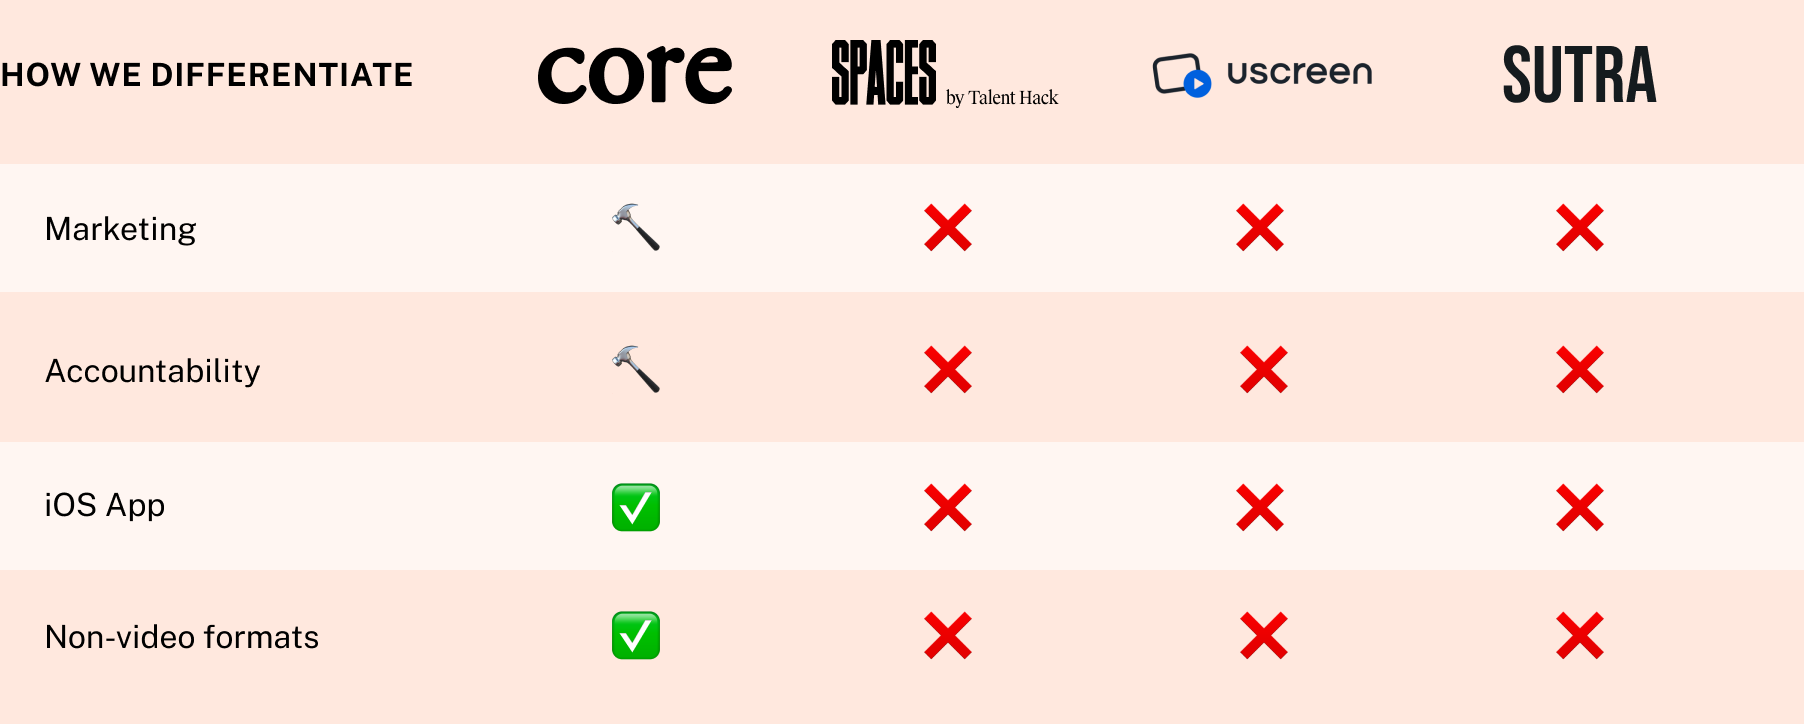 HOW WE DIFFERENTIATE core SPACES by Talent Hack uscreen SUTRA
Marketing 🔨 ❌ ❌ ❌
Accountability 🔨 ❌ ❌ ❌
iOS App ✅ ❌ ❌ ❌
Non-video formats ✅ ❌ ❌ ❌